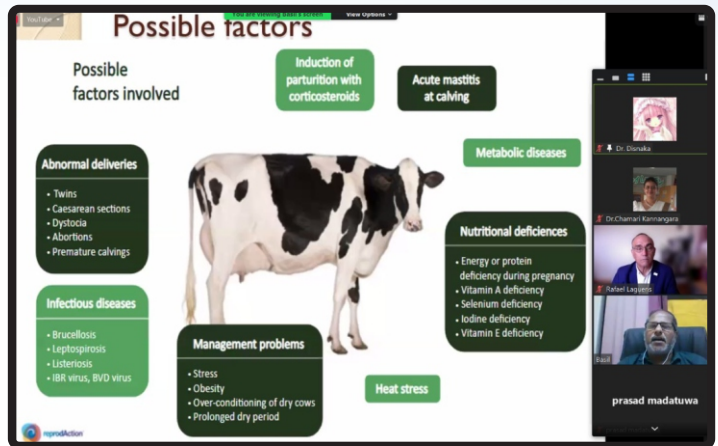 YouTube
You are viewing Basil's screen
View Options
Possible factors
Possible
factors involved
Induction of
parturition with
corticosteroids
Acute mastitis
at calving
Metabolic diseases
Abnormal deliveries
• Twins
• Caesarean sections
• Dystocia
• Abortions
• Premature calvings
Nutritional deficiences
• Energy or protein
deficiency during pregnancy
• Vitamin A deficiency
• Selenium deficiency
• Iodine deficiency
• Vitamin E deficiency
Infectious diseases
• Brucellosis
• Leptospirosis
• Listeriosis
• IBR virus, BVD virus
Management problems
• Stress
• Obesity
• Over-conditioning of dry cows
• Prolonged dry period
Heat stress
reprodAction
Dr. Disnaka
Dr.Chamari Kannangara
Rafael Laguens
Basil
prasad madatuwa